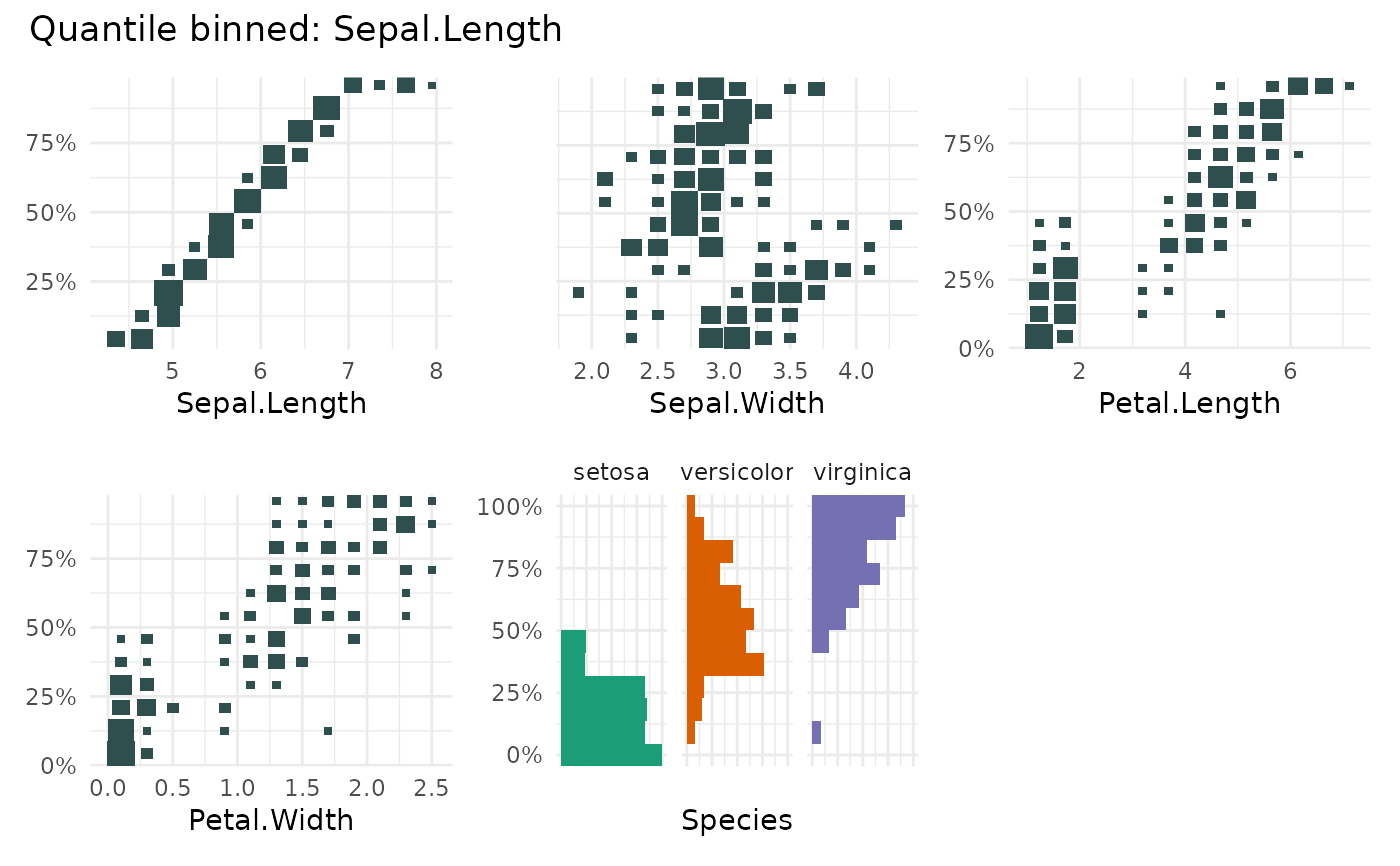 Quantile binned: Sepal.Length
75%
50%
25%
5 6 7 8
Sepal.Length
2.0 2.5 3.0 3.5 4.0
Sepal.Width
75%
50%
25%
0%
2 4 6
Petal.Length
75%
50%
25%
0%
0.0 0.5 1.0 1.5 2.0 2.5
Petal.Width
setosa versicolor virginica
100%
75%
50%
25%
0%
Species